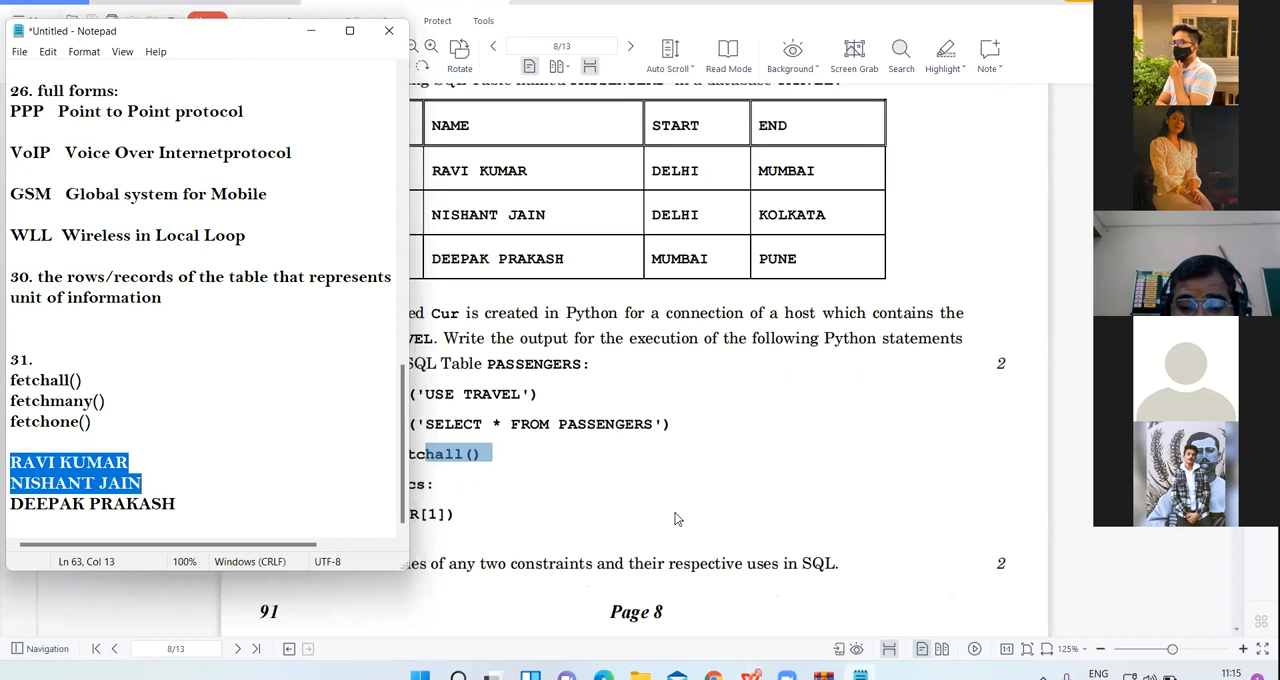 *Untitled - Notepad
File Edit Format View Help
26. full forms:
PPP Point to Point protocol
VoIP Voice Over Internetprotocol
GSM Global system for Mobile
WLL Wireless in Local Loop
30. the rows/records of the table that represents
unit of information
31.
fetchall()
fetchmany()
fetchone()
RAVI KUMAR
NISHANT JAIN
DEEPAK PRAKASH
Ln 63, Col 13 100% Windows (CRLF) UTF-8
Protect Tools
8/13
Rotate Auto Scroll Read Mode Background Screen Grab Search Highlight Note
NAME START END
RAVI KUMAR DELHI MUMBAI
NISHANT JAIN DELHI KOLKATA
DEEPAK PRAKASH MUMBAI PUNE
ed Cur is created in Python for a connection of a host which contains the
VEL. Write the output for the execution of the following Python statements
SQL Table PASSENGERS: 2
('USE TRAVEL')
('SELECT * FROM PASSENGERS')
tchall()
cs:
R[1])
es of any two constraints and their respective uses in SQL. 2
91 Page 8
Navigation 8/13 125%
ENG 11:15